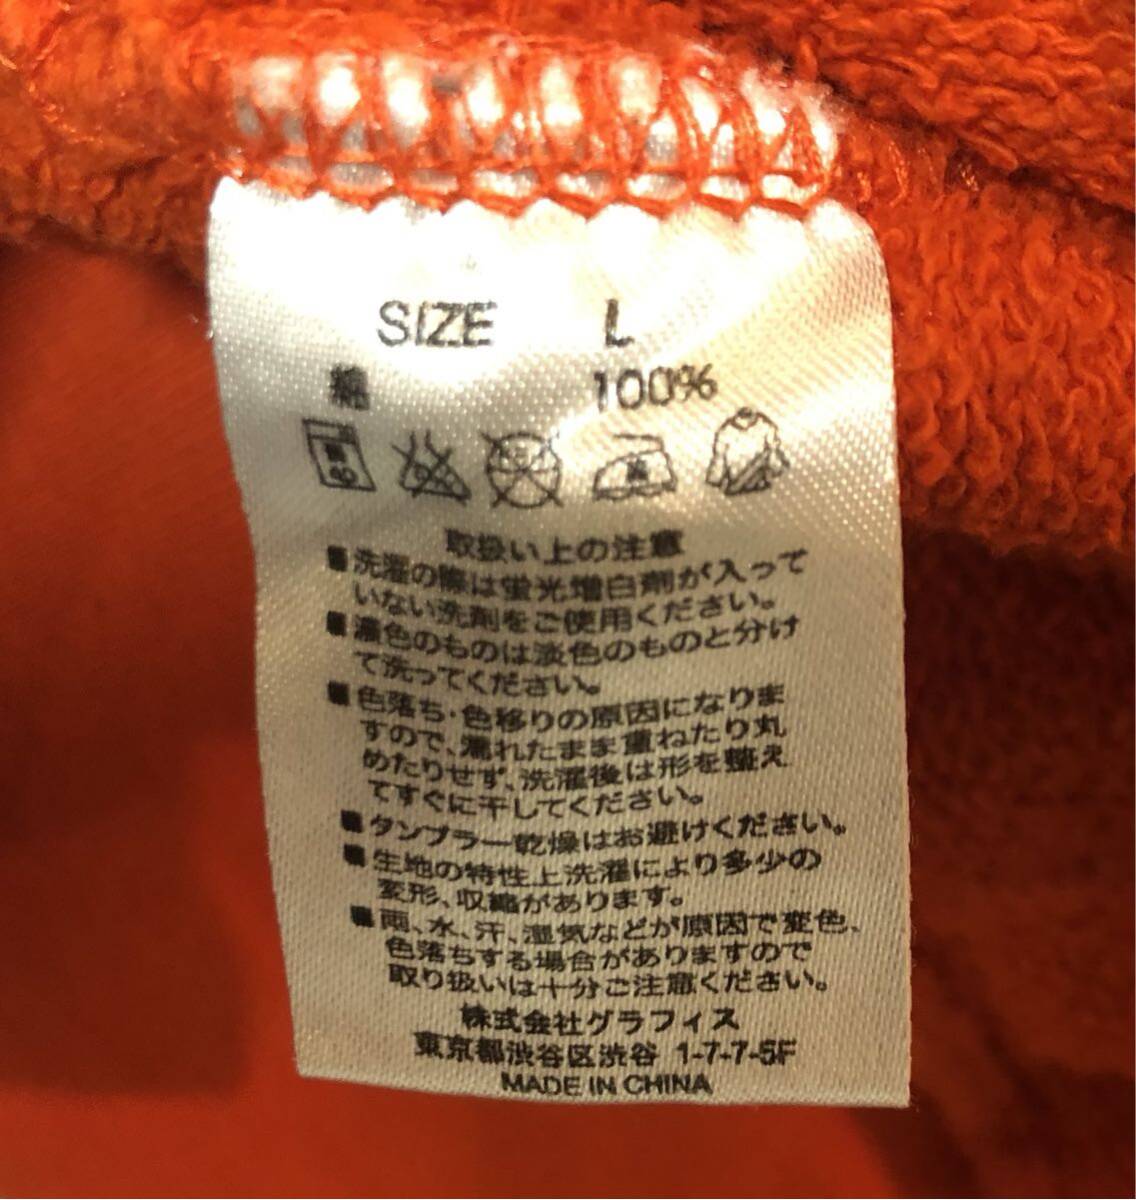 SIZE L
綿 100%
40
取扱い上の注意
■洗濯の際は蛍光増白剤が入って
いない洗剤をご使用ください。
■濃色のものは淡色のものと分け
て洗ってください。
■色落ち・色移りの原因になりま
すので、濡れたまま重ねたり丸
めたりせず、洗濯後は形を整え
てすぐに干してください。
■タンブラー乾燥はお避けください。
■生地の特性上洗濯により多少の
変形、収縮があります。
■雨、水、汗、湿気などが原因で変色、
色落ちする場合がありますので
取り扱いは十分ご注意ください。
株式会社グラフィス
東京都渋谷区渋谷 1-7-7-5F
MADE IN CHINA